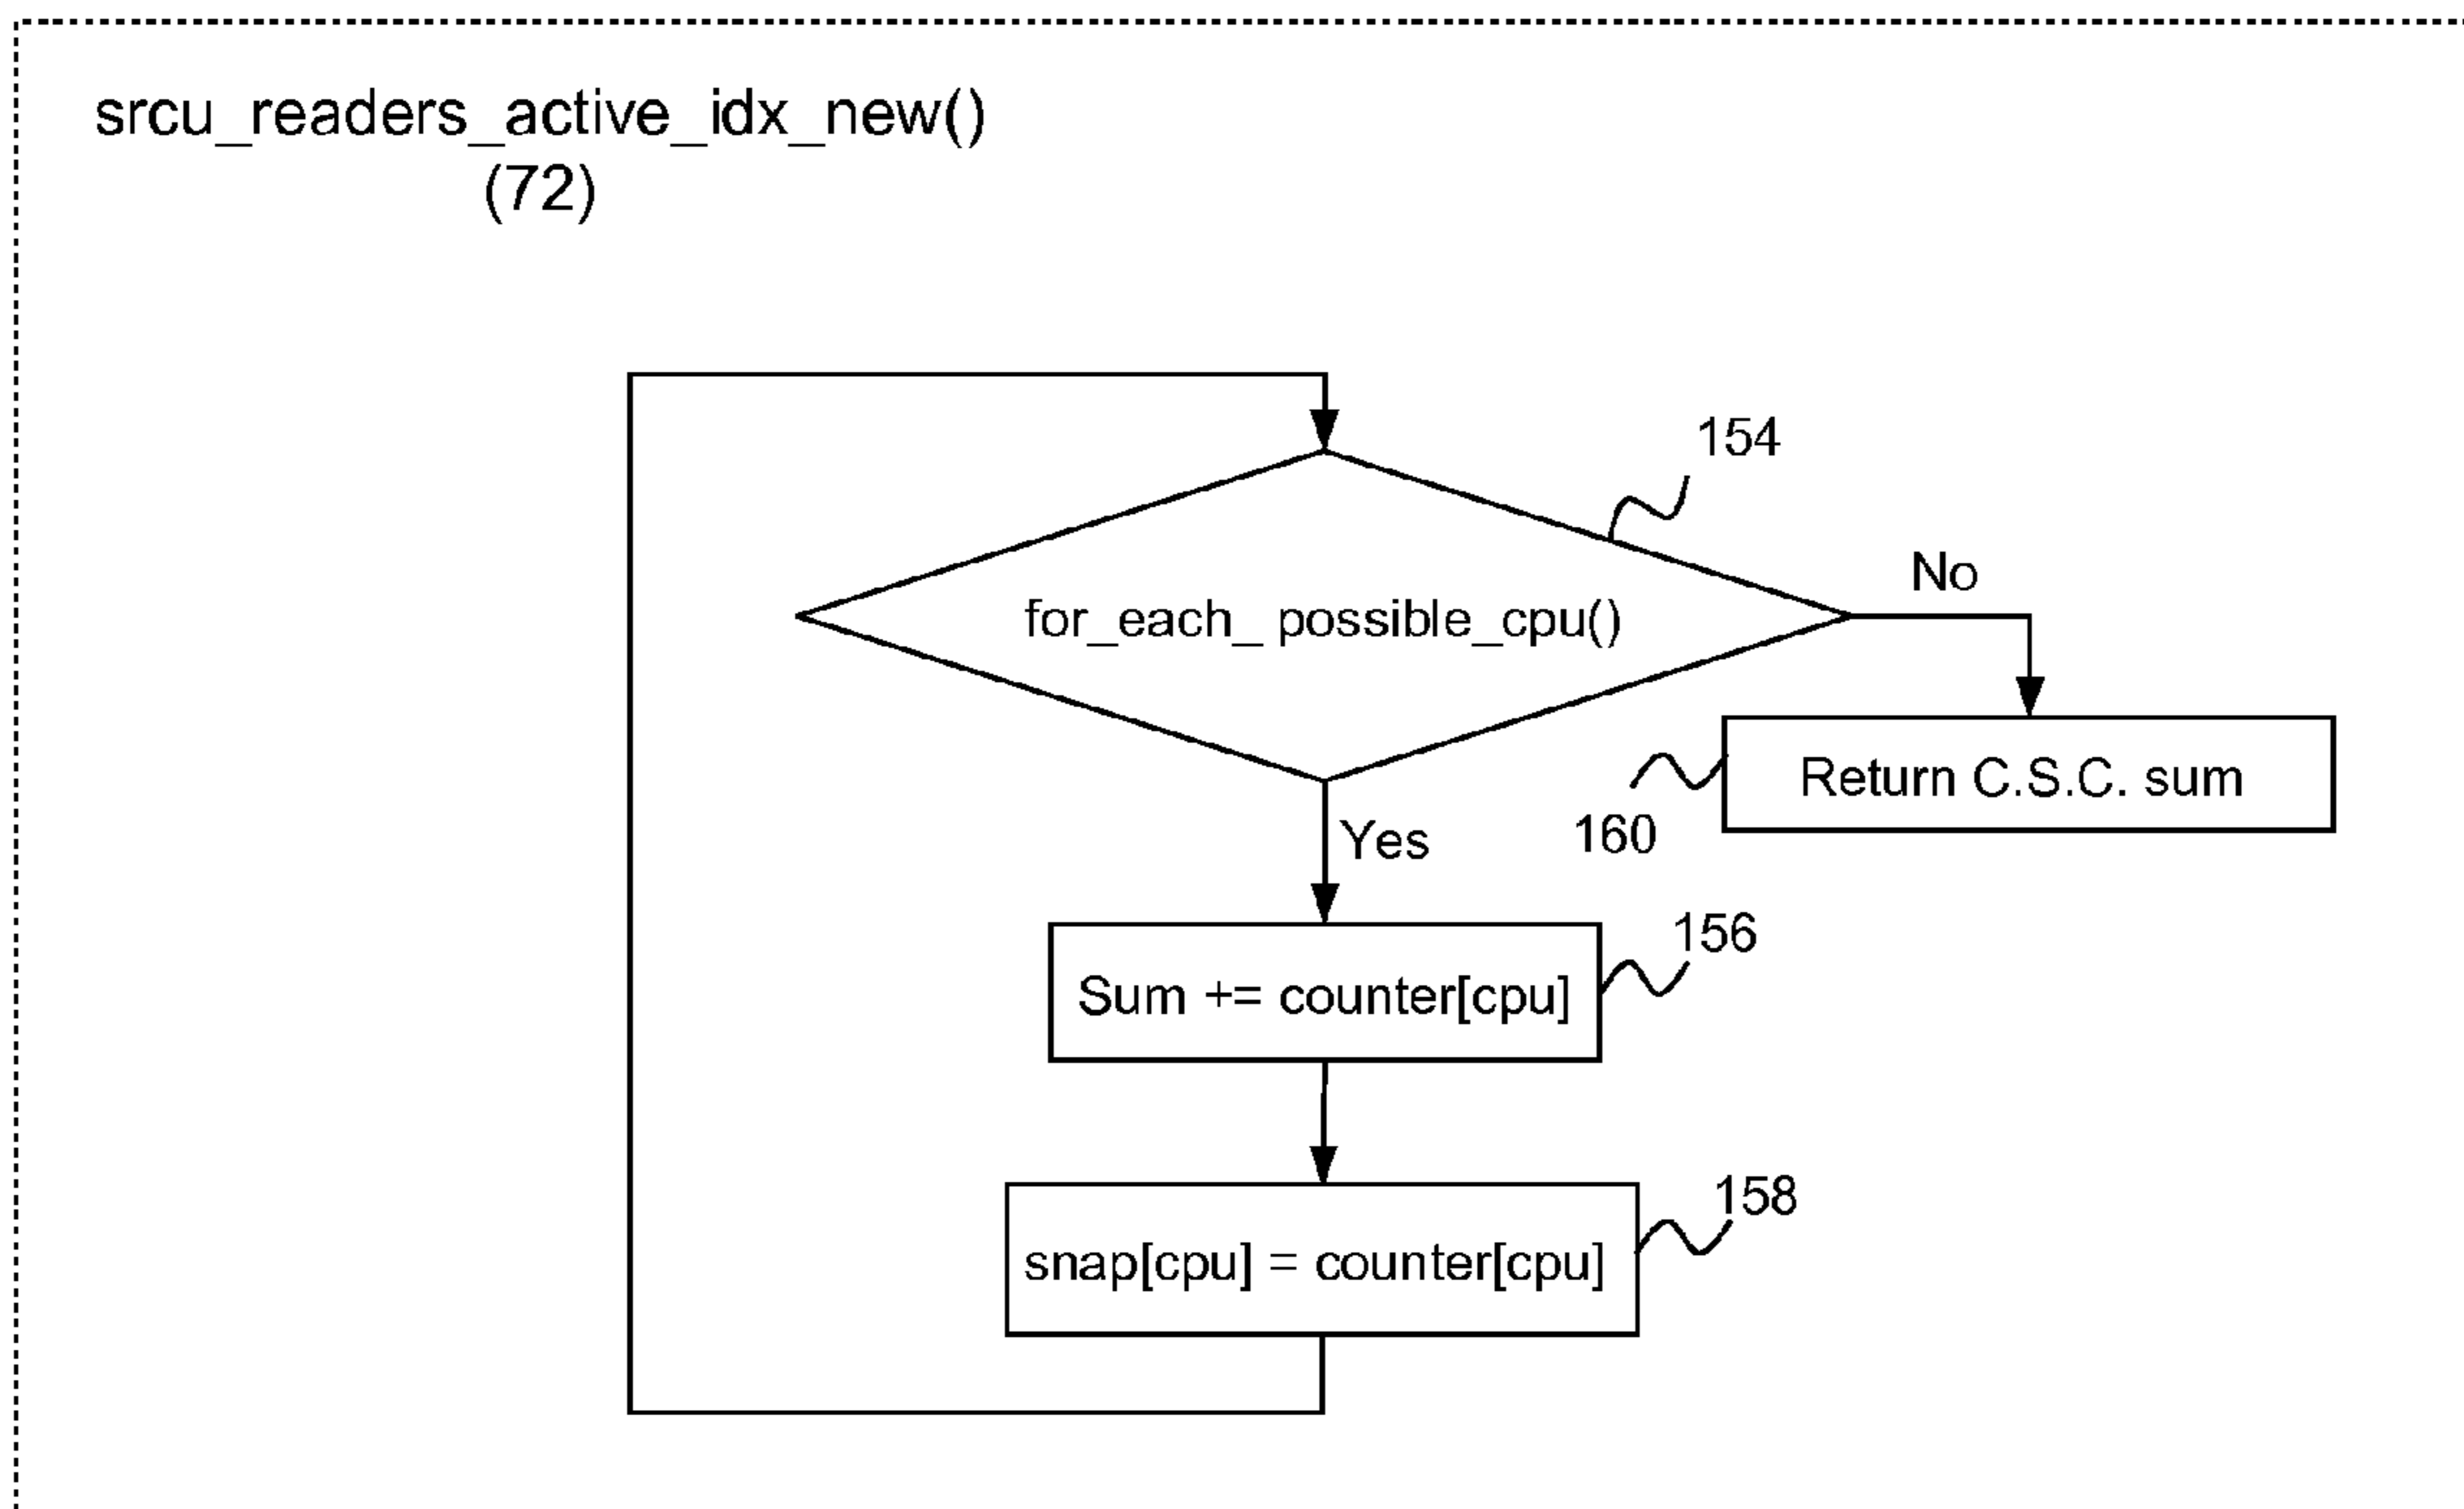 srcu_readers_active_idx_new()
(72)
154
No
for_each_ possible_cpu()
Return C.S.C. sum
160
Yes
156
Sum += counter[cpu]
158
snap[cpu] = counter[cpu]